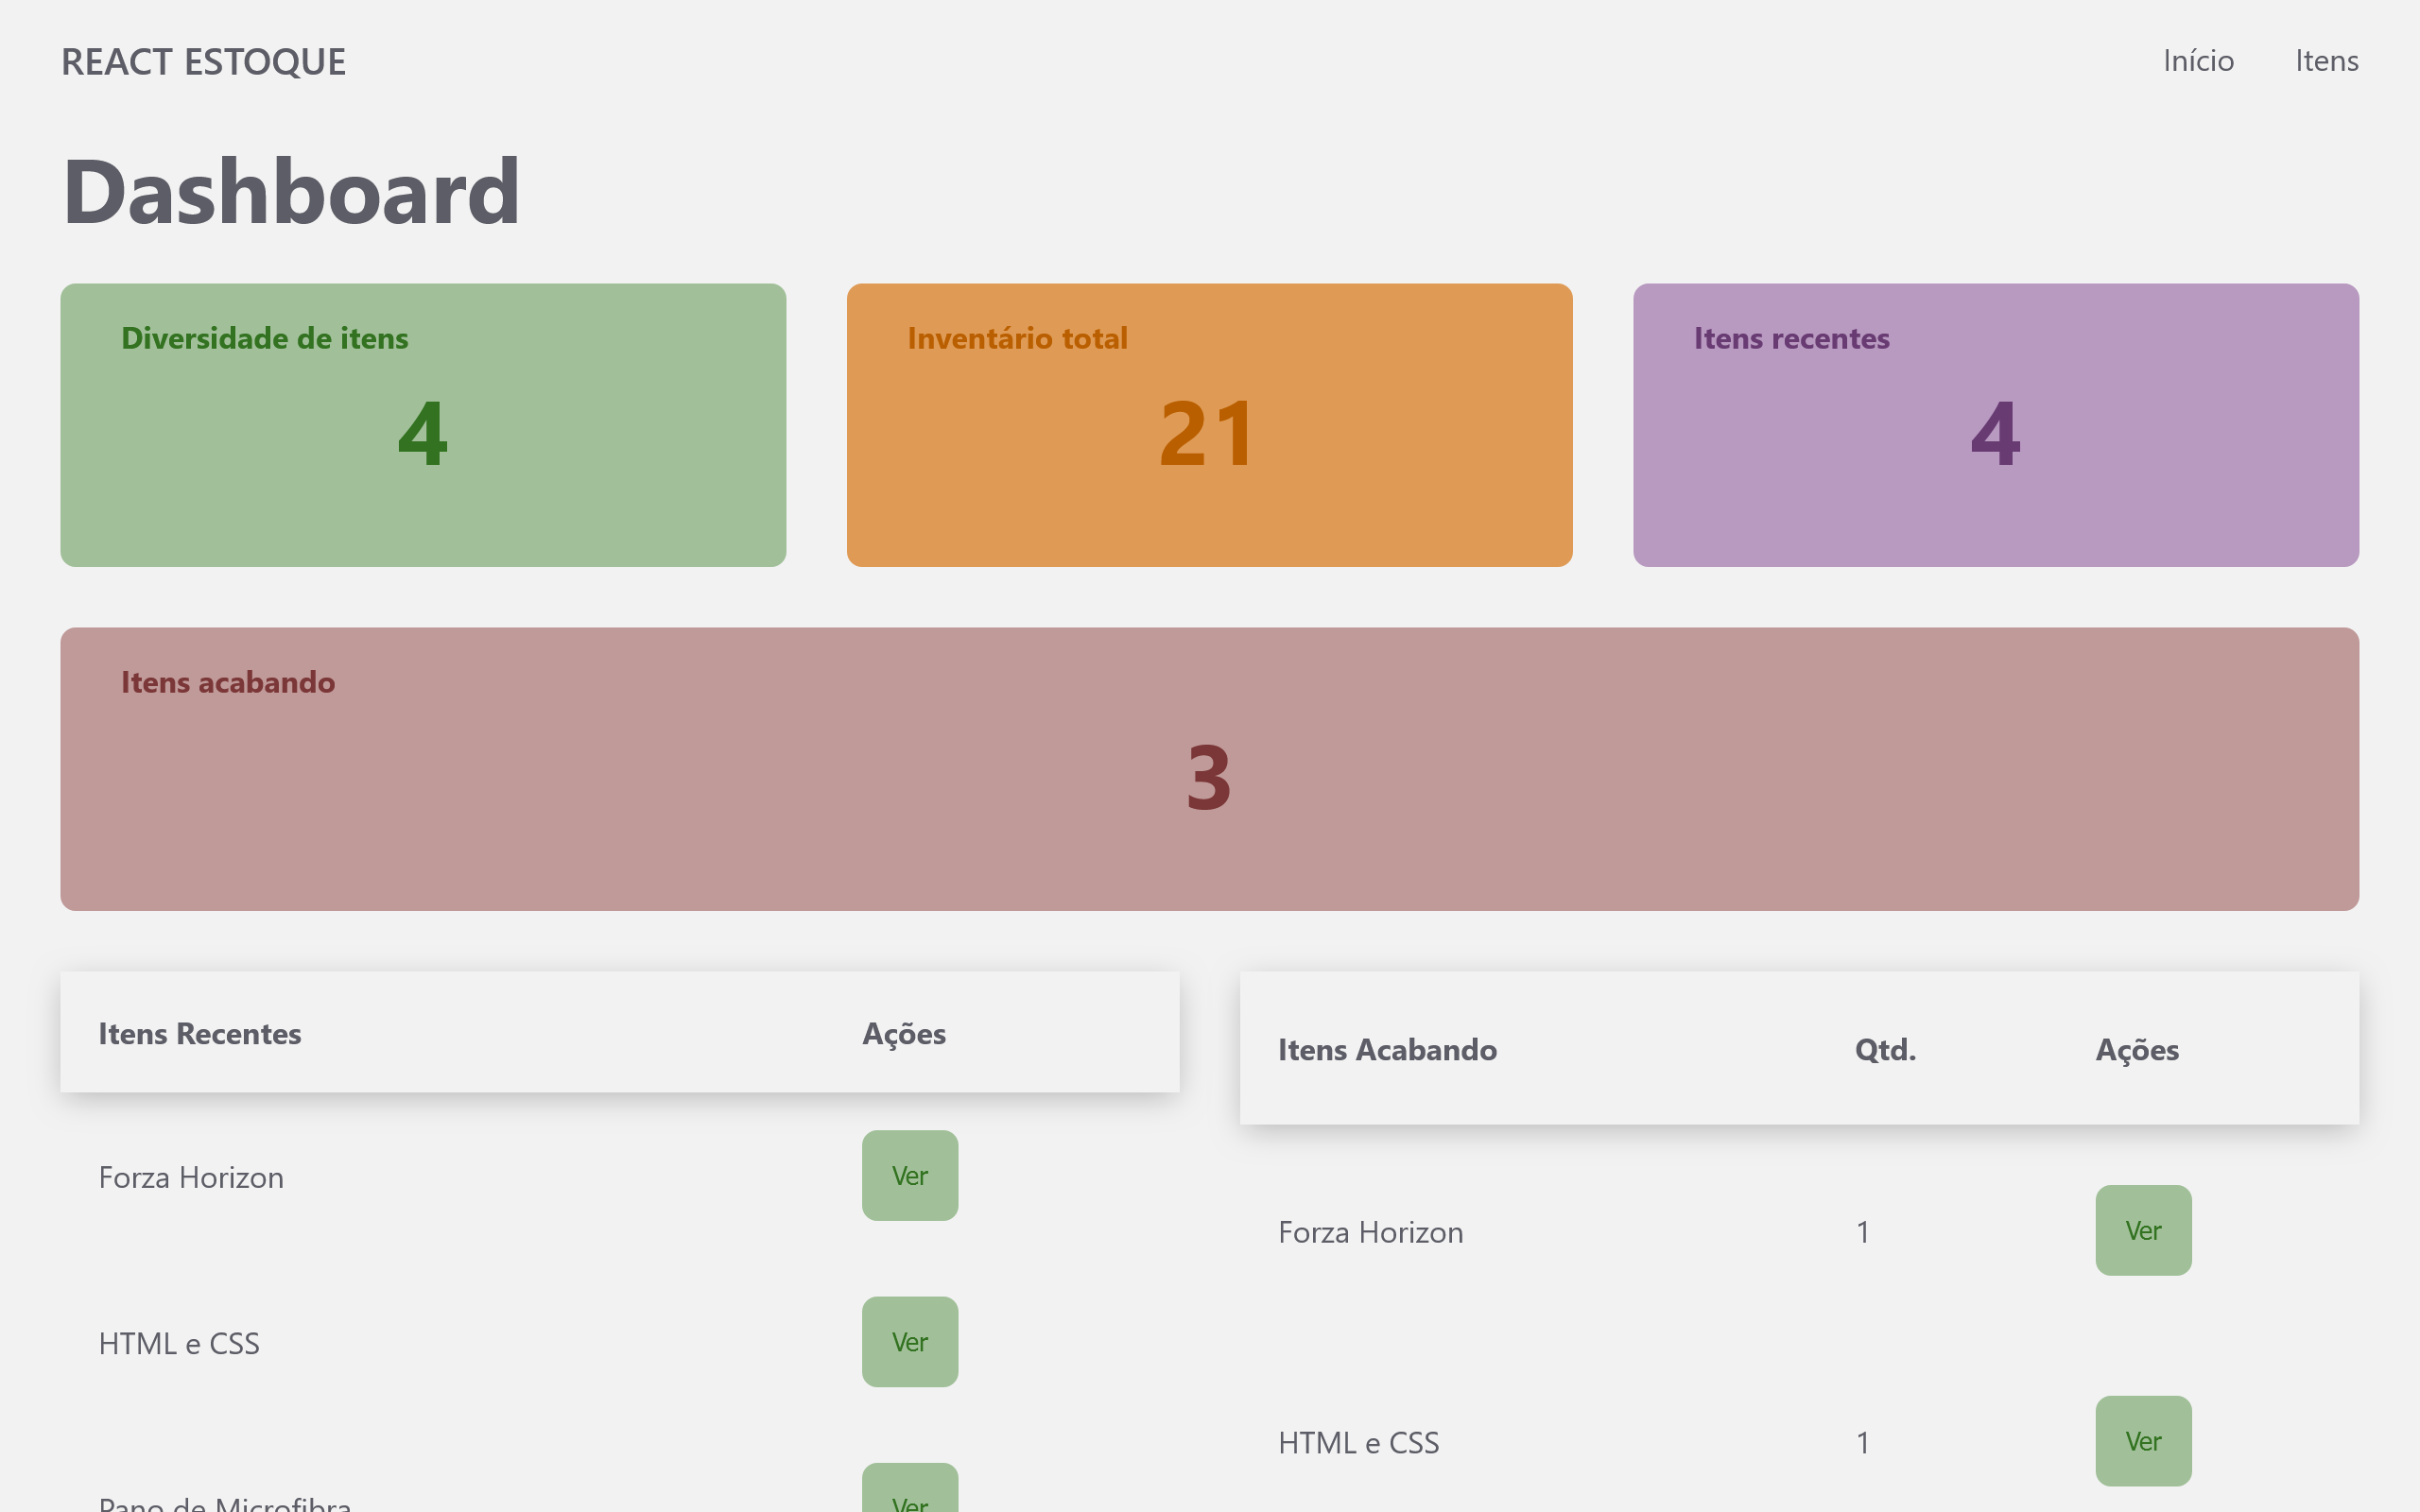 REACT ESTOQUE
Início
Itens
Dashboard
Diversidade de itens
4
Inventário total
21
Itens recentes
4
Itens acabando
3
Itens Recentes Ações
Forza Horizon Ver
HTML e CSS Ver
Pano de Microfibra Ver
Itens Acabando Qtd. Ações
Forza Horizon 1 Ver
HTML e CSS 1 Ver